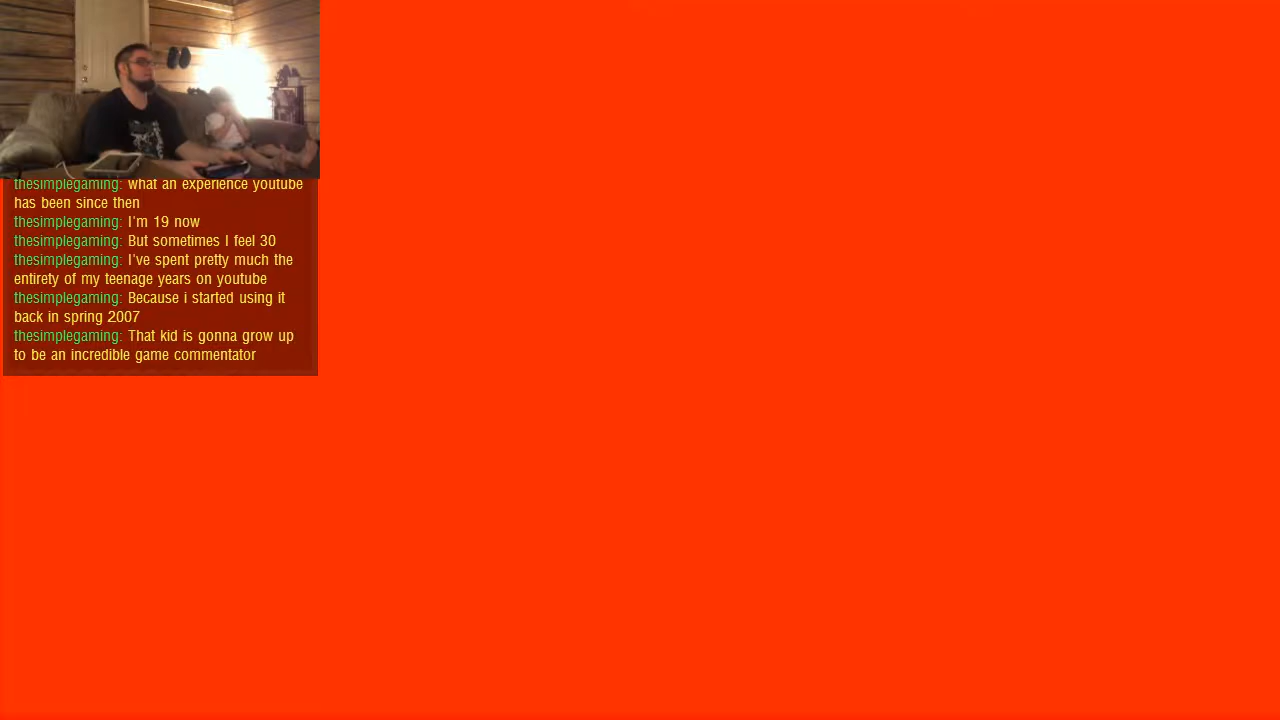 thesimplegaming: what an experience youtube
has been since then
thesimplegaming: I'm 19 now
thesimplegaming: But sometimes I feel 30
thesimplegaming: I've spent pretty much the
entirety of my teenage years on youtube
thesimplegaming: Because i started using it
back in spring 2007
thesimplegaming: That kid is gonna grow up
to be an incredible game commentator